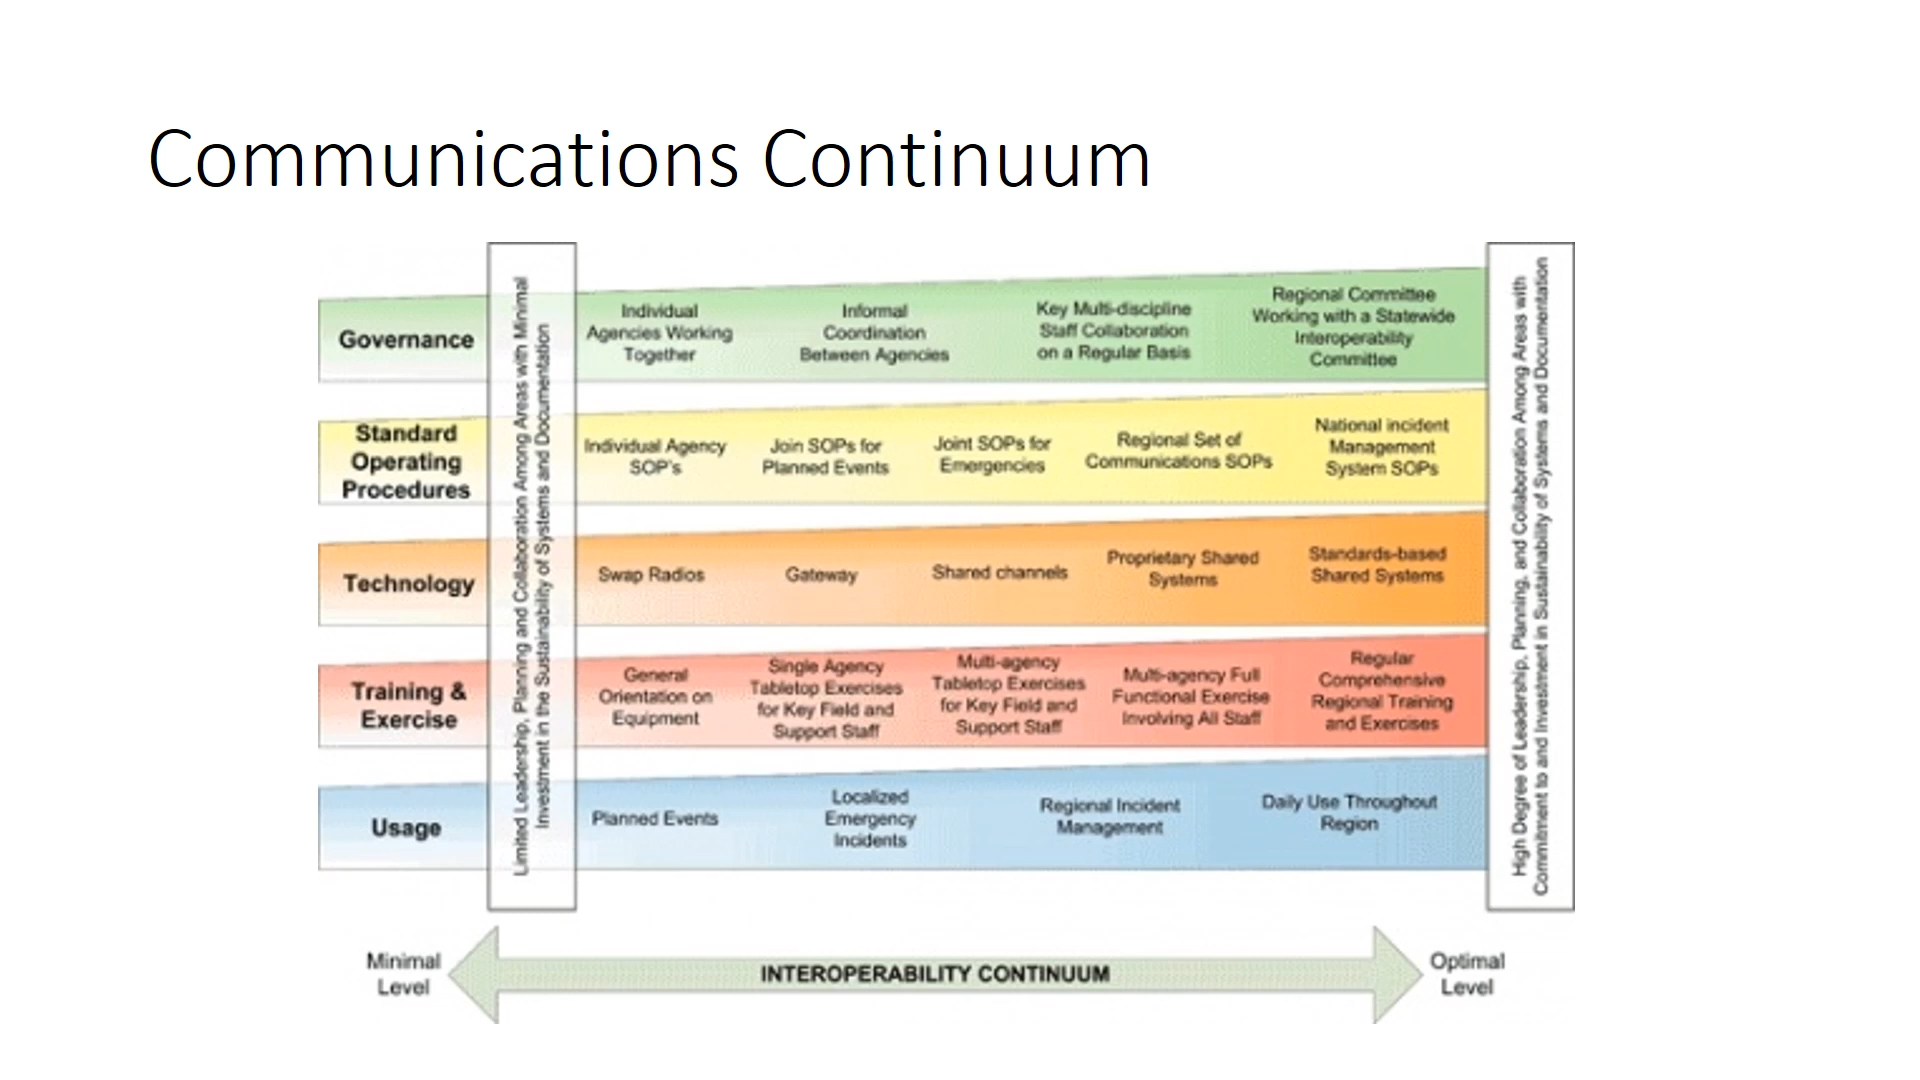 Communications Continuum
Limited Leadership, Planning and Collaboration Among Areas with Minimal
Investment in the Sustainability of Systems and Documentation
Governance
Individual
Agencies Working
Together
Informal
Coordination
Between Agencies
Key Multi-discipline
Staff Collaboration
on a Regular Basis
Regional Committee
Working with a Statewide
Interoperability
Committee
Standard
Operating
Procedures
Individual Agency
SOP's
Join SOPs for
Planned Events
Joint SOPs for
Emergencies
Regional Set of
Communications SOPs
National incident
Management
System SOPs
Technology
Swap Radios
Gateway
Shared channels
Proprietary Shared
Systems
Standards-based
Shared Systems
Training &
Exercise
General
Orientation on
Equipment
Single Agency
Tabletop Exercises
for Key Field and
Support Staff
Multi-agency
Tabletop Exercises
for Key Field and
Support Staff
Multi-agency Full
Functional Exercise
Involving All Staff
Regular
Comprehensive
Regional Training
and Exercises
Usage
Planned Events
Localized
Emergency
Incidents
Regional Incident
Management
Daily Use Throughout
Region
High Degree of Leadership, Planning, and Collaboration Among Areas with
Commitment to and Investment in Sustainability of Systems and Documentation
Minimal
Level
INTEROPERABILITY CONTINUUM
Optimal
Level